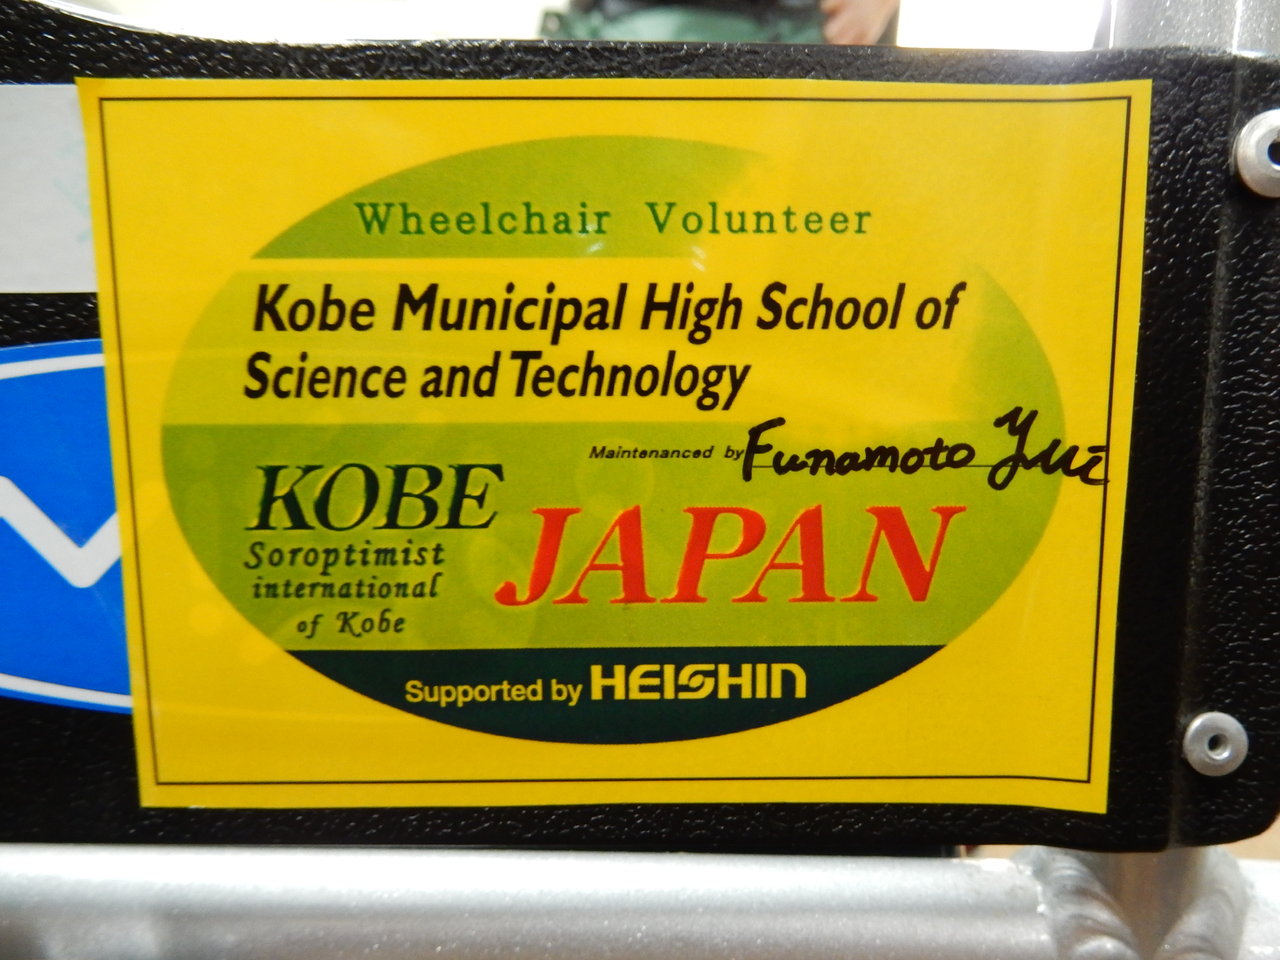 Wheelchair Volunteer
Kobe Municipal High School of
Science and Technology
Maintenanced by Funamoto Yui
KOBE
Soroptimist
international
of Kobe
JAPAN
Supported by HEISHIN